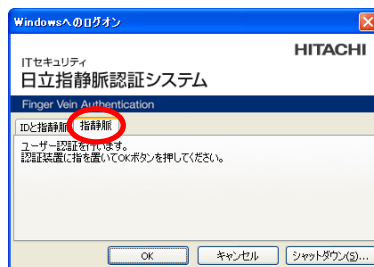 Windowsへのログオン
HITACHI
ITセキュリティ
日立指静脈認証システム
Finger Vein Authentication
IDと指静脈 指静脈
ユーザー認証を行います。
認証装置に指を置いてOKボタンを押してください。
OK キャンセル シャットダウン(S)...